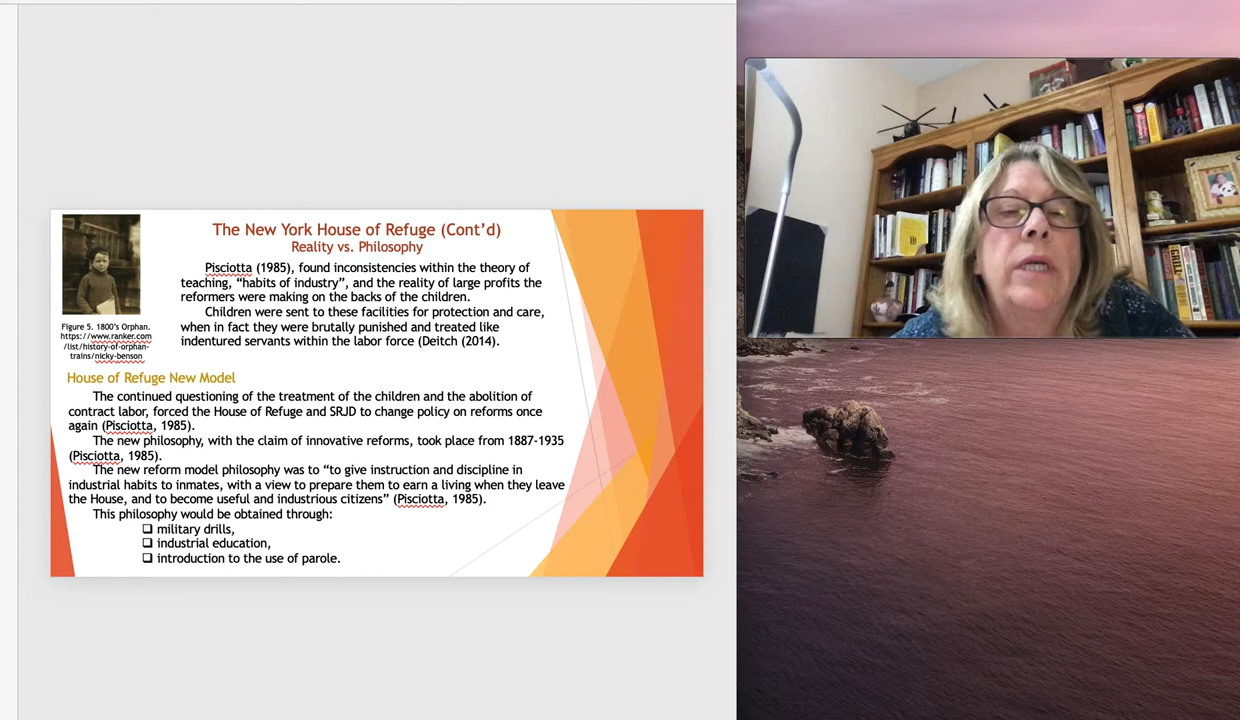 The New York House of Refuge (Cont'd)
Reality vs. Philosophy
Pisciotta (1985), found inconsistencies within the theory of
teaching, “habits of industry”, and the reality of large profits the
reformers were making on the backs of the children.
Children were sent to these facilities for protection and care,
when in fact they were brutally punished and treated like
indentured servants within the labor force (Deitch (2014).
Figure 5. 1800's Orphan.
https://www.ranker.com
/list/history-of-orphan-
trains/nicky-benson
House of Refuge New Model
The continued questioning of the treatment of the children and the abolition of
contract labor, forced the House of Refuge and SRJD to change policy on reforms once
again (Pisciotta, 1985).
The new philosophy, with the claim of innovative reforms, took place from 1887-1935
(Pisciotta, 1985).
The new reform model philosophy was to “to give instruction and discipline in
industrial habits to inmates, with a view to prepare them to earn a living when they leave
the House, and to become useful and industrious citizens” (Pisciotta, 1985).
This philosophy would be obtained through:
❑ military drills,
❑ industrial education,
❑ introduction to the use of parole.